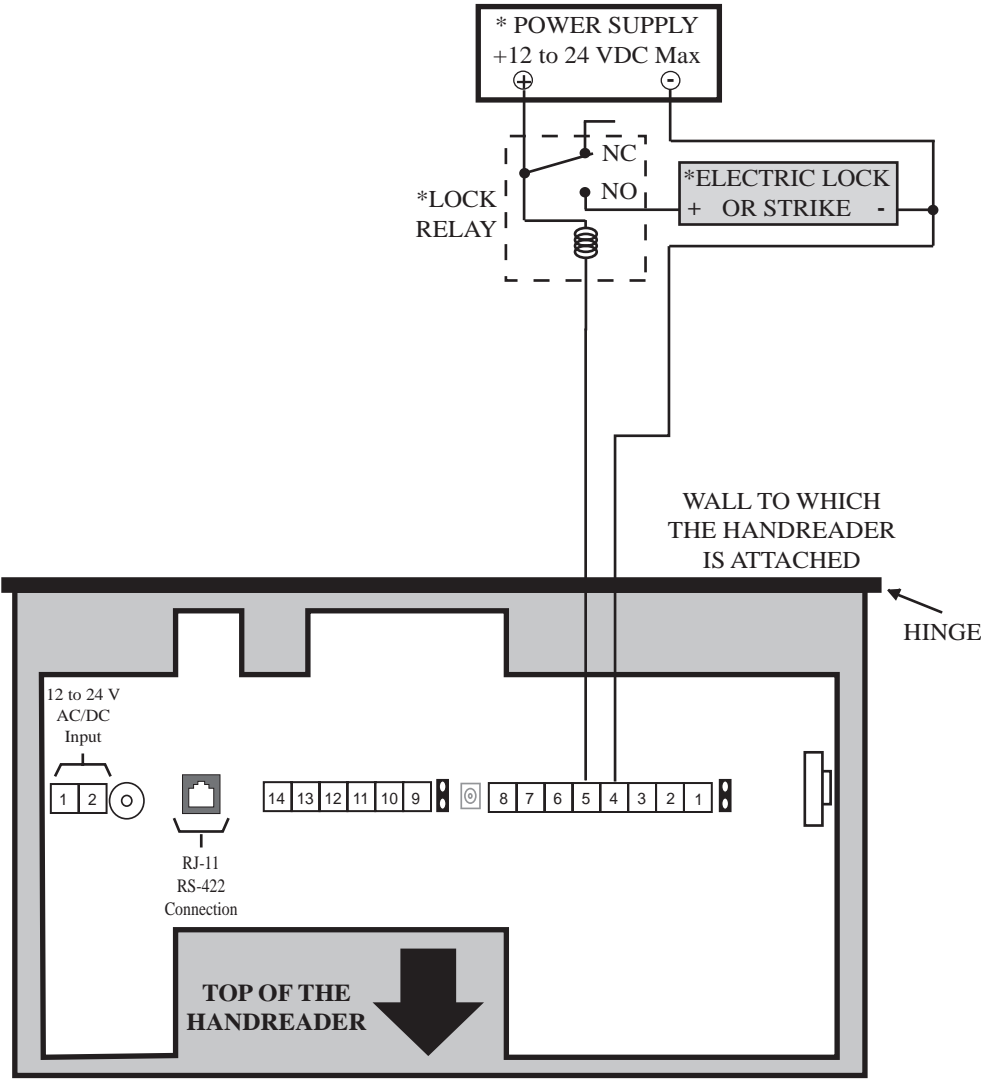 * POWER SUPPLY
+12 to 24 VDC Max
+ -
NC
NO
*LOCK
RELAY
*ELECTRIC LOCK
+ OR STRIKE -
WALL TO WHICH
THE HANDREADER
IS ATTACHED
HINGE
12 to 24 V
AC/DC
Input
1 2
14 13 12 11 10 9
8 7 6 5 4 3 2 1
RJ-11
RS-422
Connection
TOP OF THE
HANDREADER